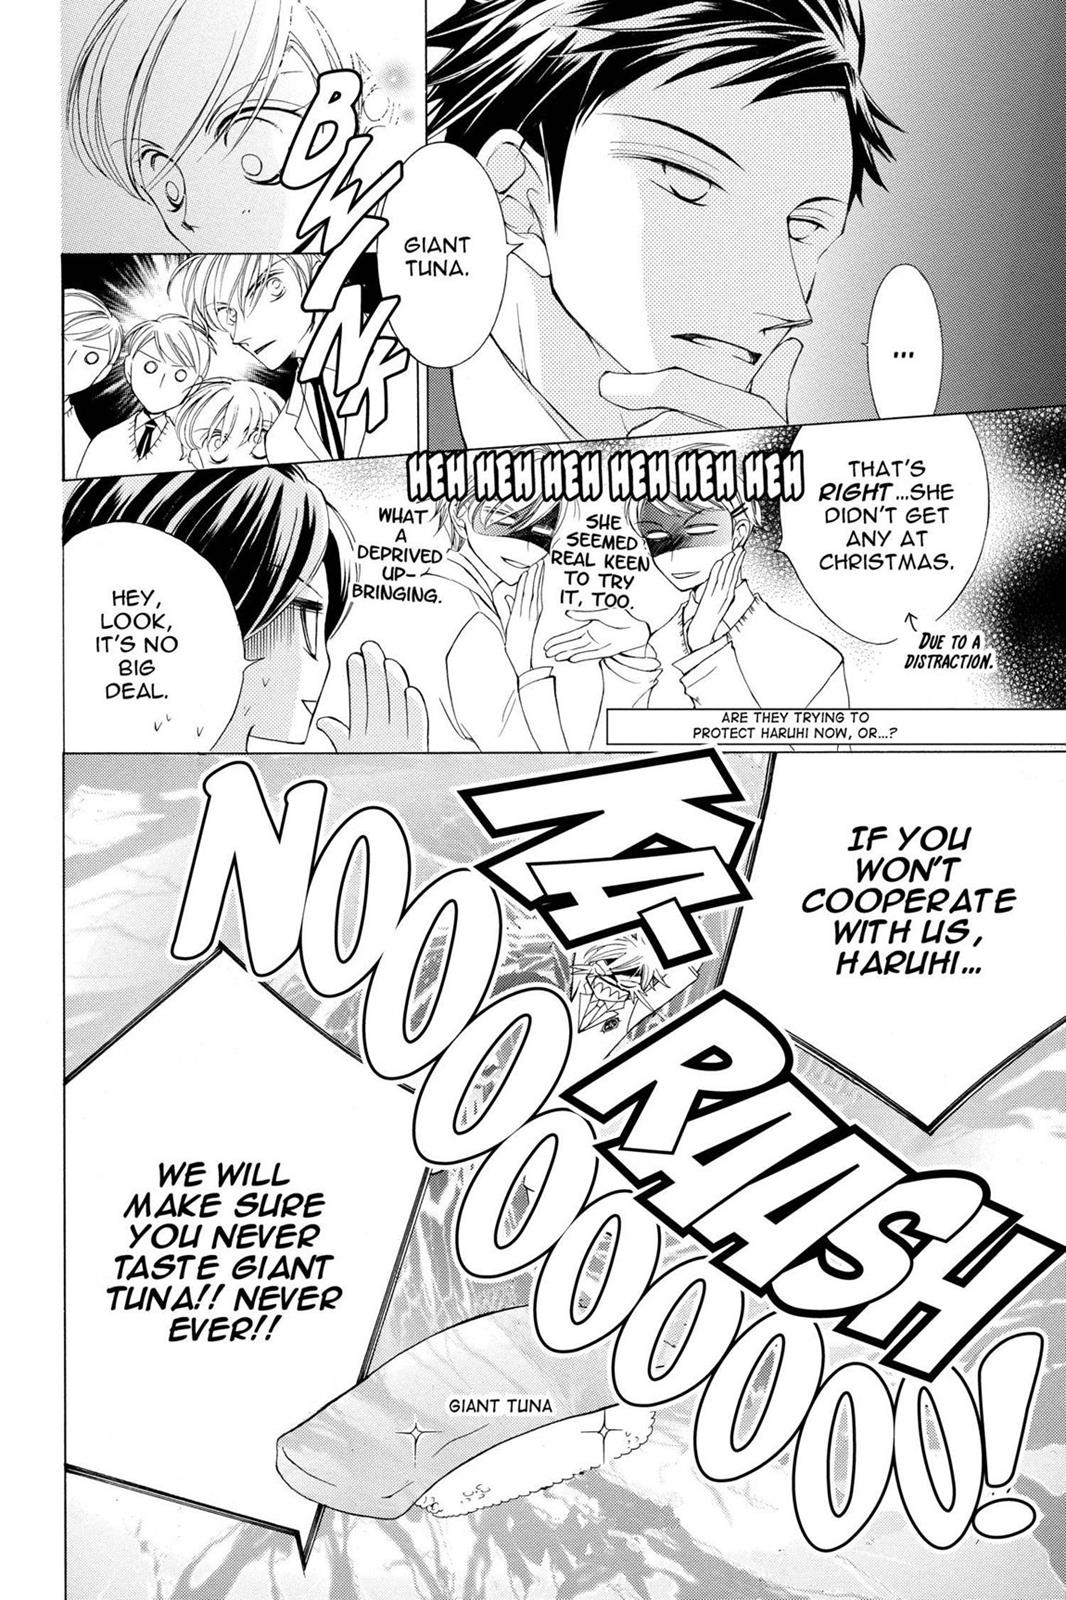 ...
GIANT
TUNA.
BWINK
THAT'S
RIGHT...SHE
DIDN'T GET
ANY AT
CHRISTMAS.
DUE TO A
DISTRACTION.
HEH HEH HEH HEH HEH HEH
SHE
SEEMED
REAL KEEN
TO TRY
IT, TOO.
WHAT
A
DEPRIVED
UP-
BRINGING.
HEY,
LOOK,
IT'S NO
BIG
DEAL.
ARE THEY TRYING TO
PROTECT HARUHI NOW, OR...?
IF YOU
WON'T
COOPERATE
WITH US,
HARUHI...
KA-
RAASH
NOOOOOOOOOOOO!
WE WILL
MAKE SURE
YOU NEVER
TASTE GIANT
TUNA!! NEVER
EVER!!
GIANT TUNA